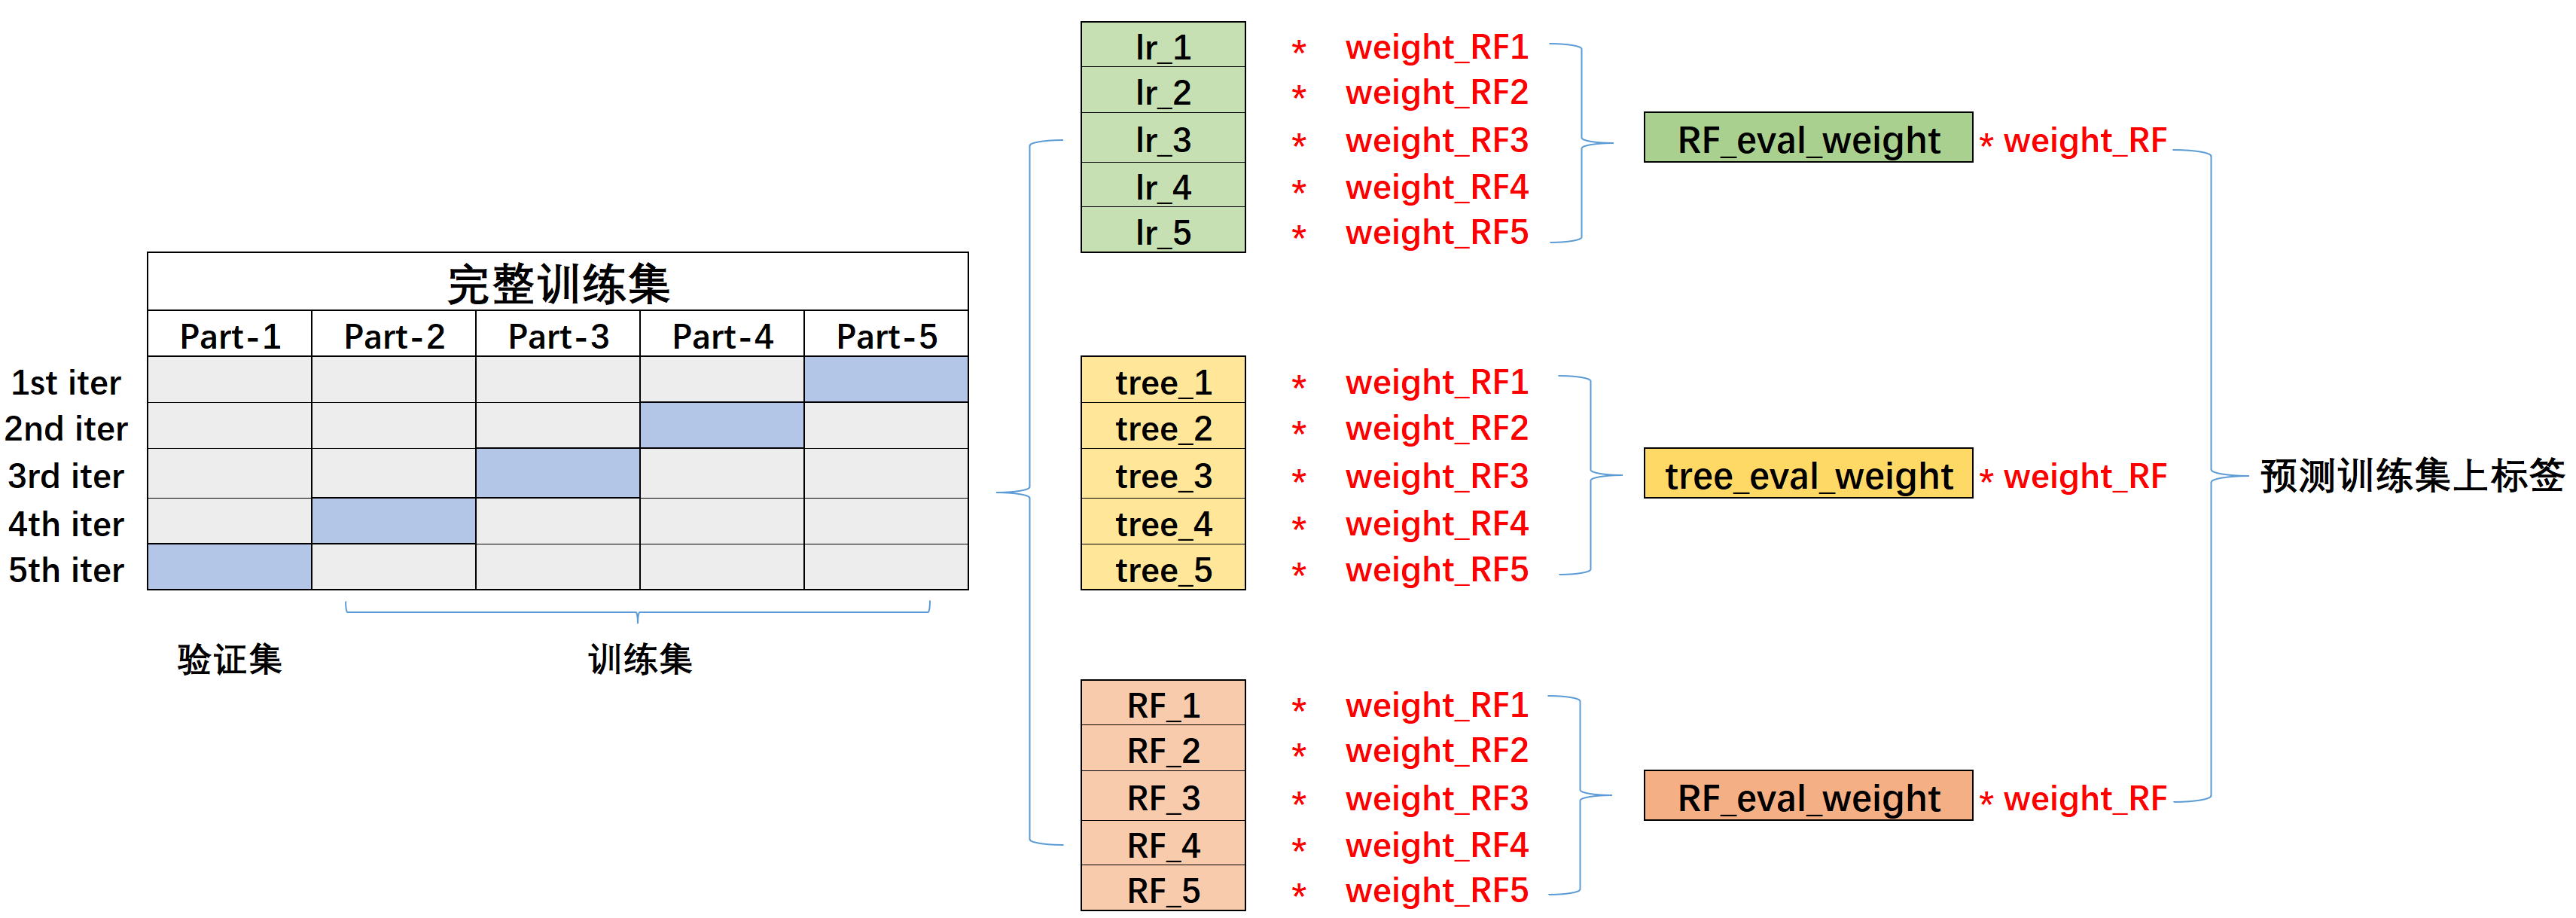 完整训练集
Part-1 Part-2 Part-3 Part-4 Part-5
1st iter
2nd iter
3rd iter
4th iter
5th iter
验证集 训练集
lr_1 * weight_RF1
lr_2 * weight_RF2
lr_3 * weight_RF3
lr_4 * weight_RF4
lr_5 * weight_RF5
RF_eval_weight * weight_RF
tree_1 * weight_RF1
tree_2 * weight_RF2
tree_3 * weight_RF3
tree_4 * weight_RF4
tree_5 * weight_RF5
tree_eval_weight * weight_RF
RF_1 * weight_RF1
RF_2 * weight_RF2
RF_3 * weight_RF3
RF_4 * weight_RF4
RF_5 * weight_RF5
RF_eval_weight * weight_RF
预测训练集上标签